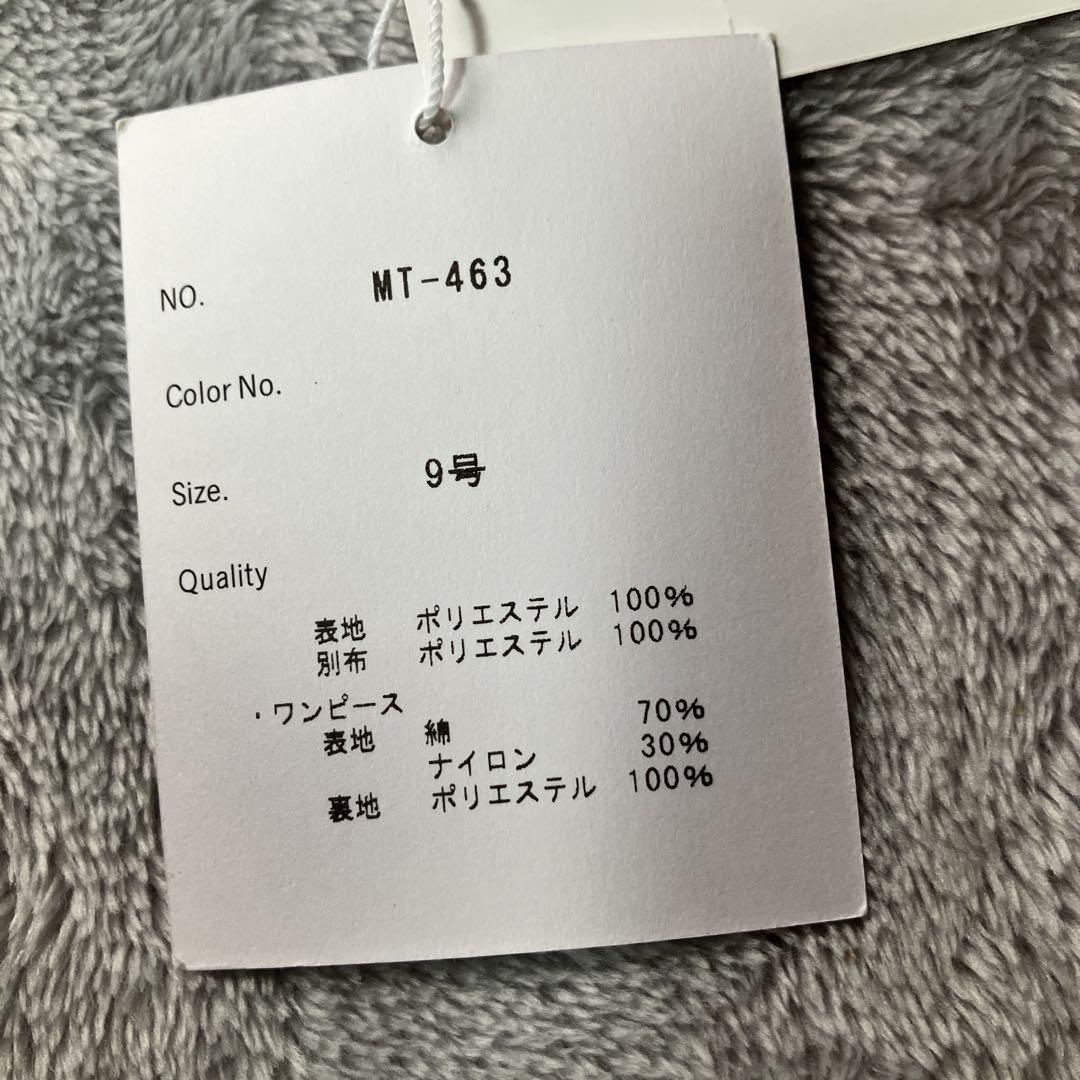 NO. MT-463
Color No.
Size. 9号
Quality
表地 ポリエステル 100%
別布 ポリエステル 100%
・ワンピース
表地 綿 70%
ナイロン 30%
裏地 ポリエステル 100%